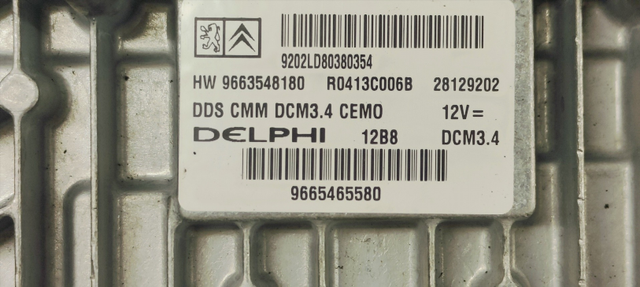 9202LD80380354
HW 9663548180 R0413C006B 28129202
DDS CMM DCM3.4 CEMO 12V=
DELPHI 12B8 DCM3.4
9665465580